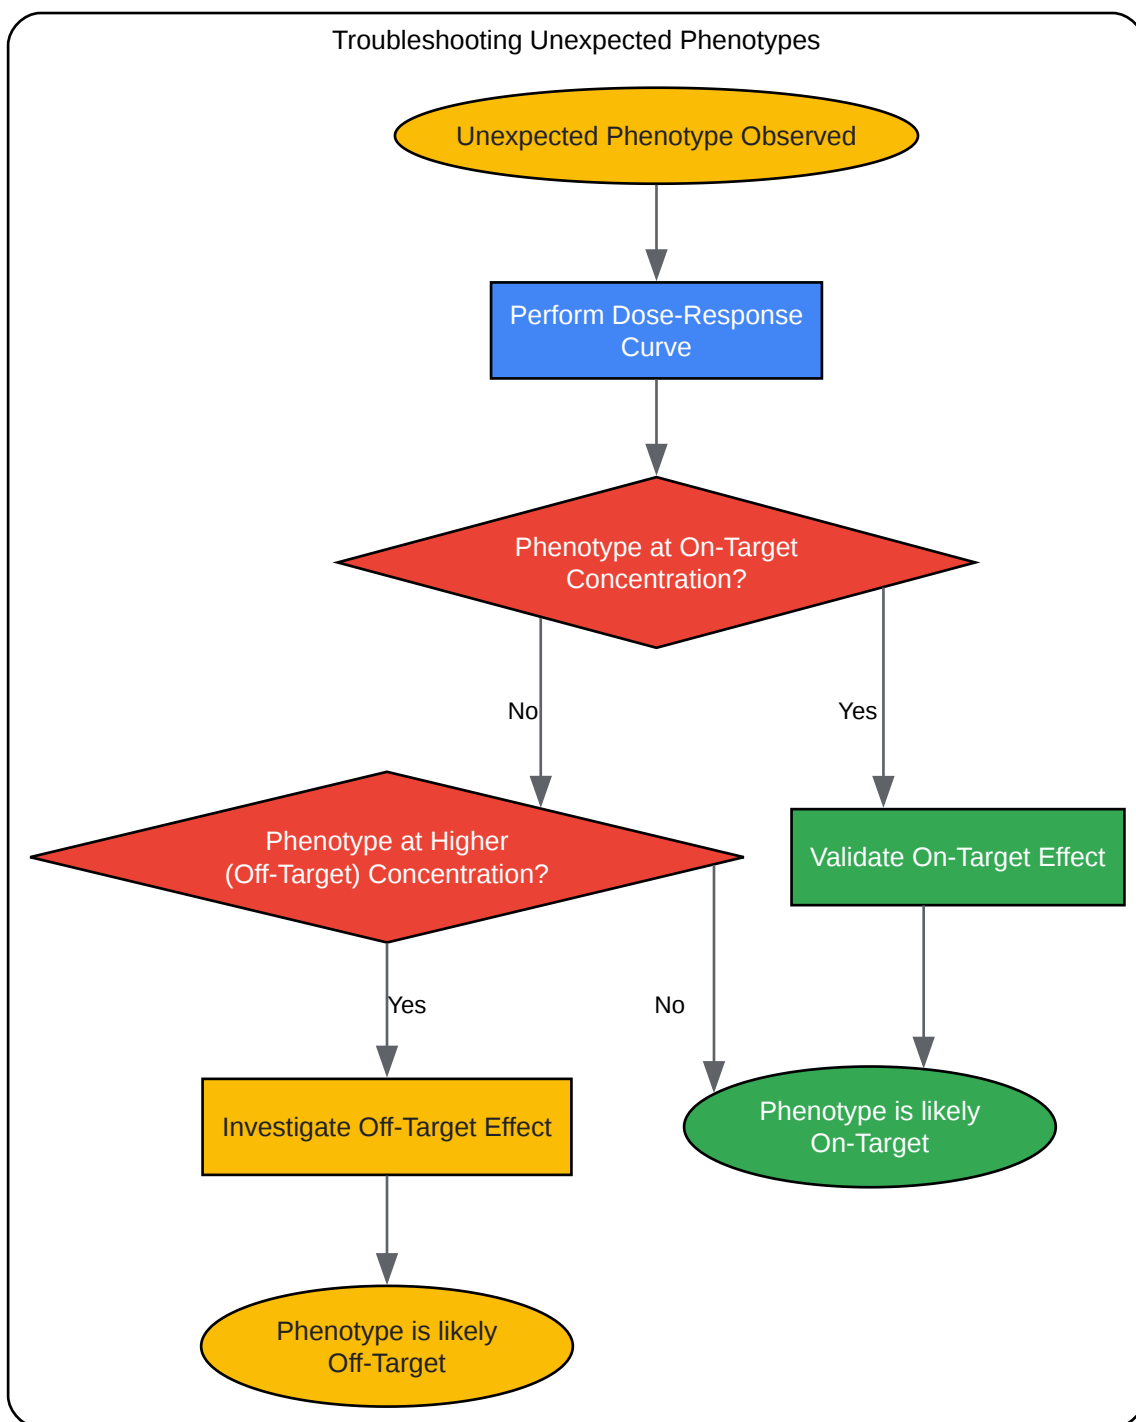 Troubleshooting Unexpected Phenotypes
Unexpected Phenotype Observed
Perform Dose-Response
Curve
Phenotype at On-Target
Concentration?
No
Yes
Phenotype at Higher
(Off-Target) Concentration?
Validate On-Target Effect
Yes
No
Investigate Off-Target Effect
Phenotype is likely
On-Target
Phenotype is likely
Off-Target